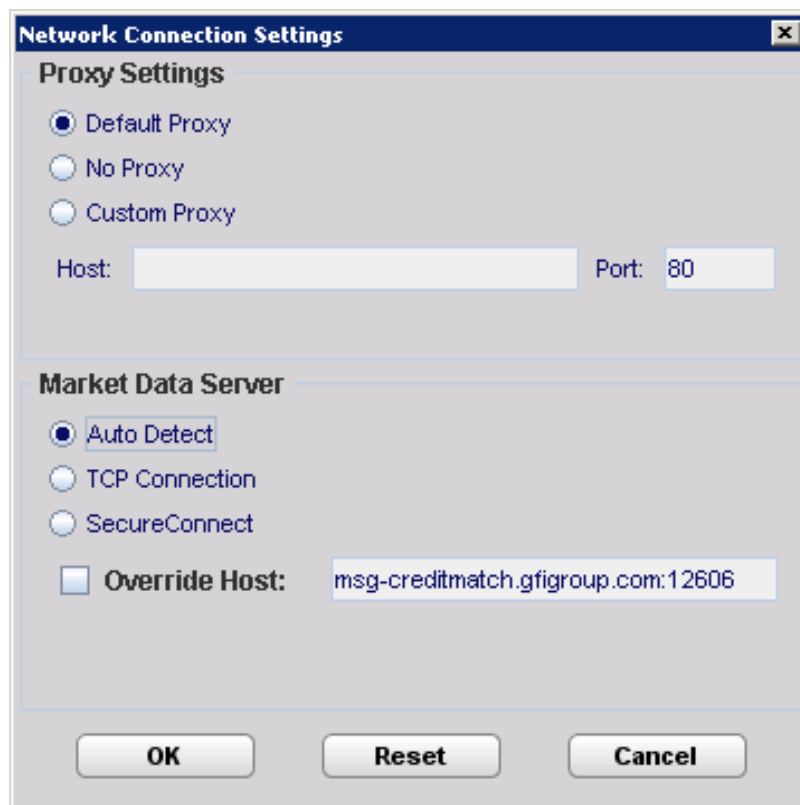 Network Connection Settings
Proxy Settings
Default Proxy
No Proxy
Custom Proxy
Host: Port: 80
Market Data Server
Auto Detect
TCP Connection
SecureConnect
Override Host: msg-creditmatch.gfigroup.com:12606
OK Reset Cancel